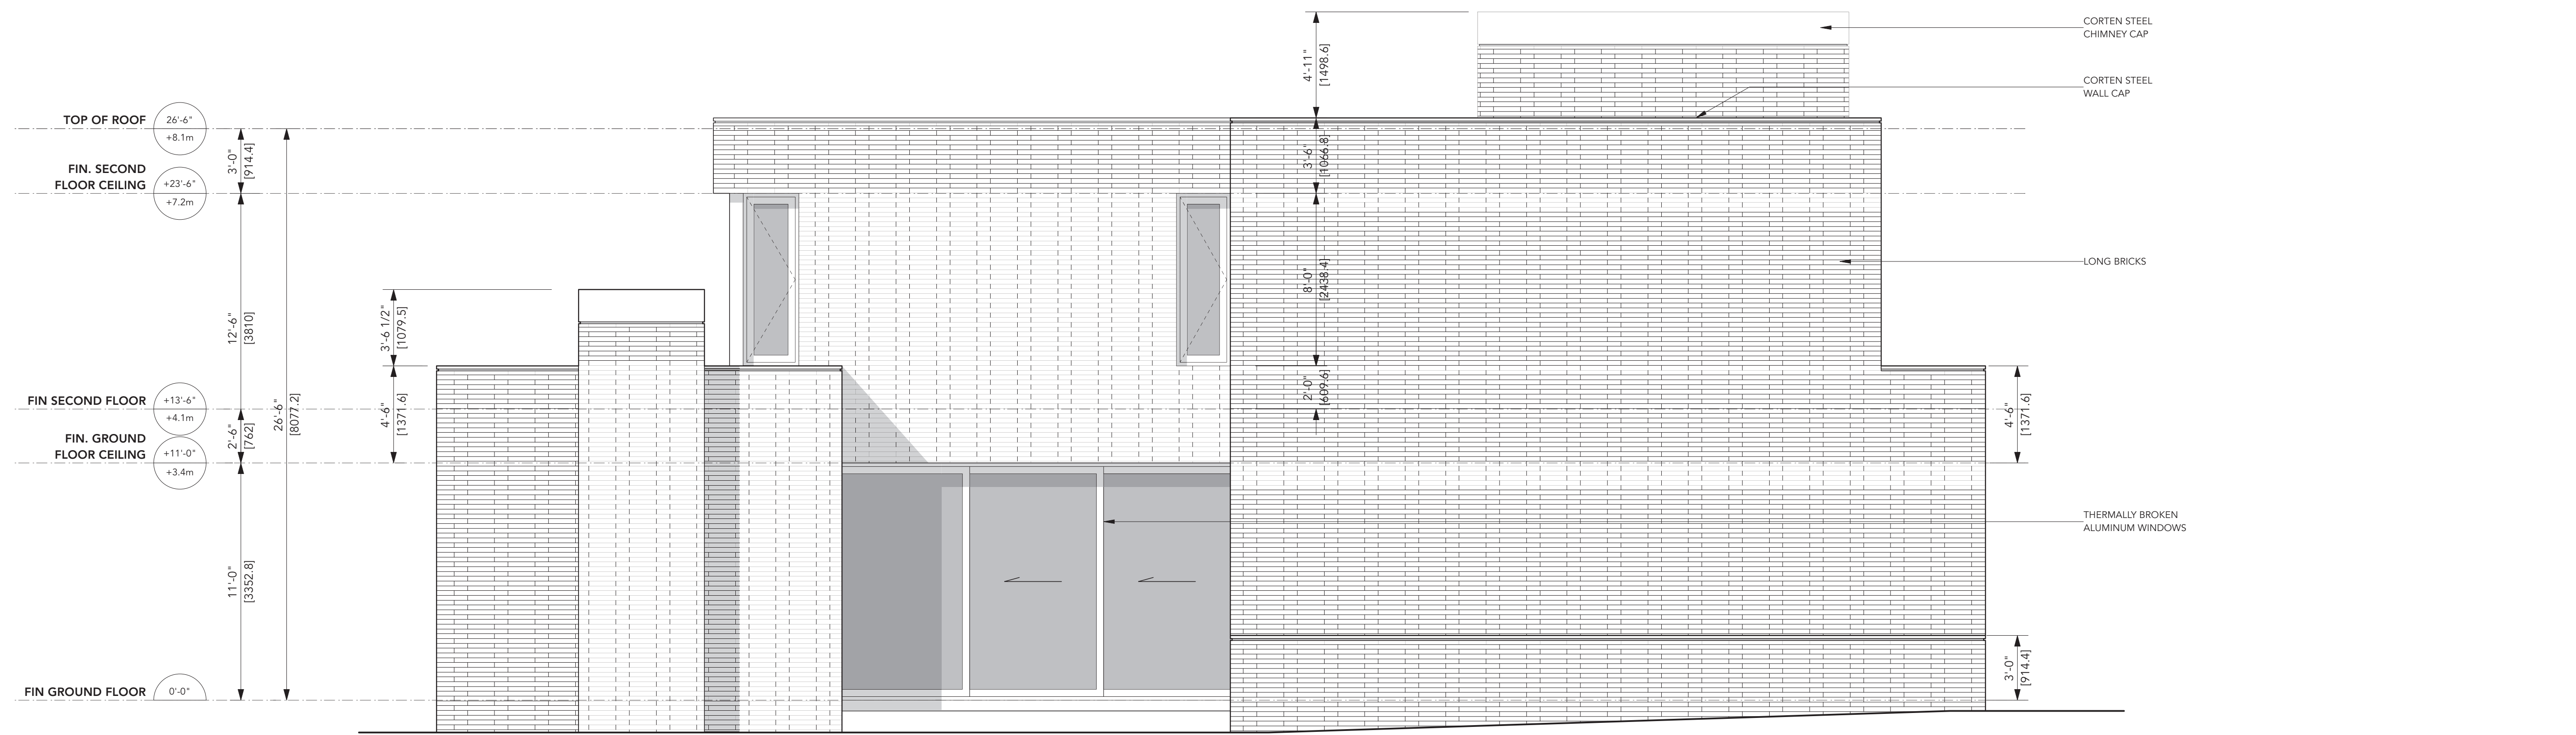 CORTEN STEEL
CHIMNEY CAP
4'-11"
[1498.6]
CORTEN STEEL
WALL CAP
TOP OF ROOF
26'-6"
+8.1m
3'-0"
[914.4]
3'-6"
[1066.8]
FIN. SECOND
FLOOR CEILING
+23'-6"
+7.2m
LONG BRICKS
8'-0"
[2438.4]
12'-6"
[3810]
3'-6 1/2"
[1079.5]
FIN SECOND FLOOR
+13'-6"
+4.1m
26'-6"
[8077.2]
4'-6"
[1371.6]
2'-0"
[609.6]
4'-6"
[1371.6]
2'-6"
[762]
FIN. GROUND
FLOOR CEILING
+11'-0"
+3.4m
THERMALLY BROKEN
ALUMINUM WINDOWS
11'-0"
[3352.8]
3'-0"
[914.4]
FIN GROUND FLOOR
0'-0"